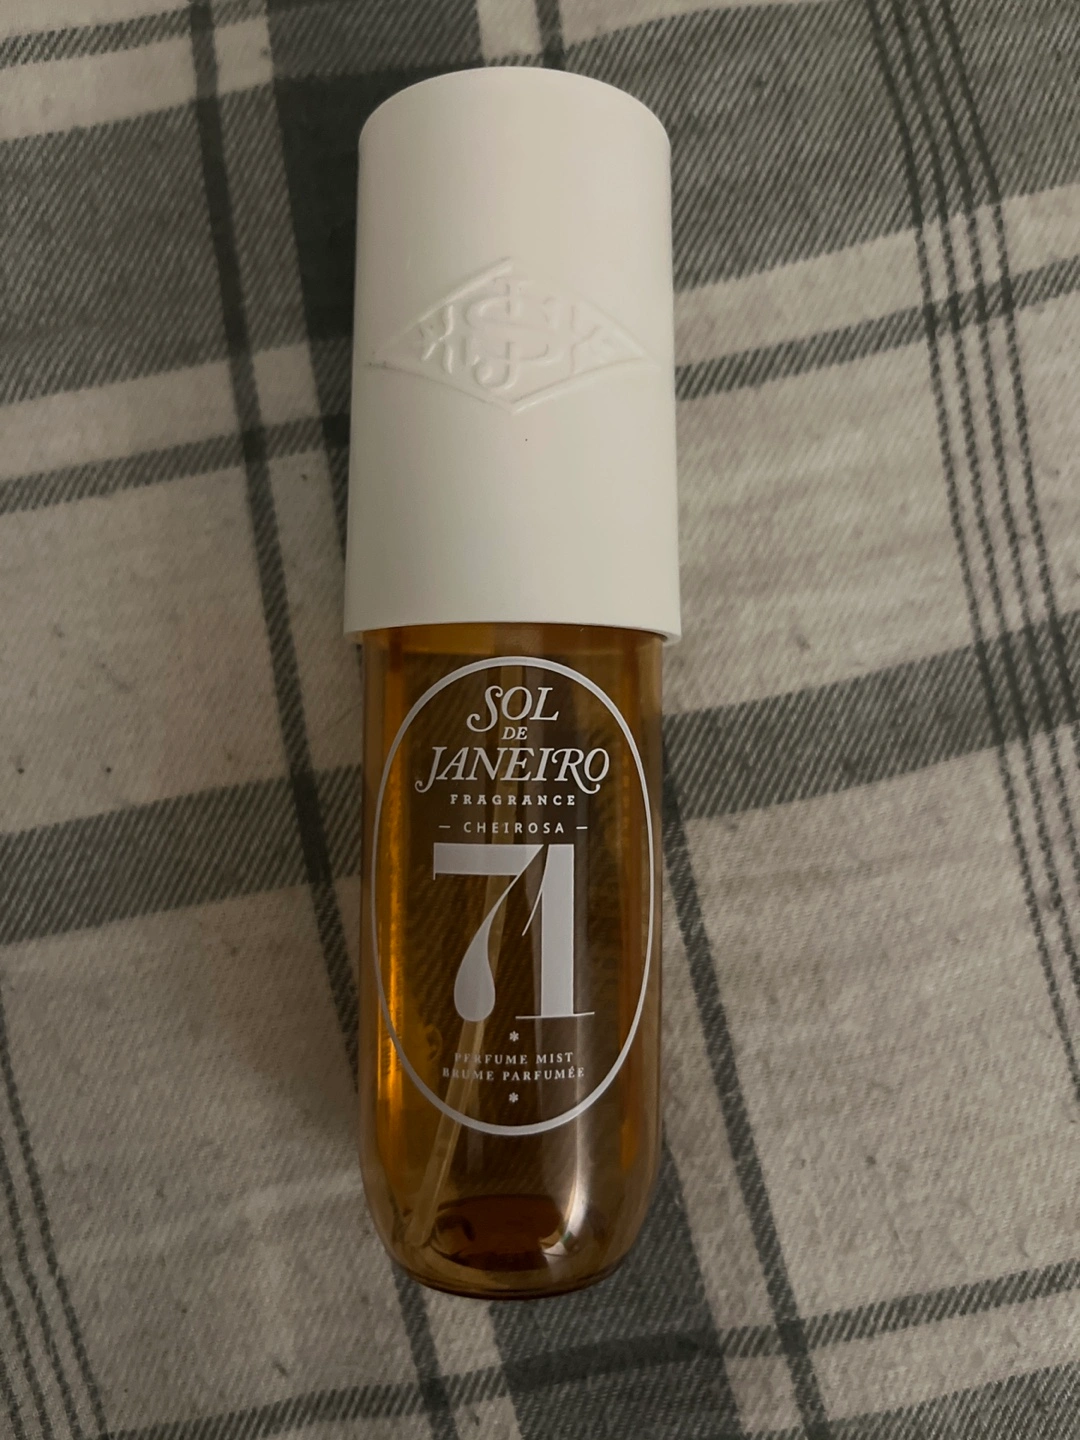 SOL
DE
JANEIRO
FRAGRANCE
– CHEIROSA –
71
PERFUME MIST
BRUME PARFUMÉE